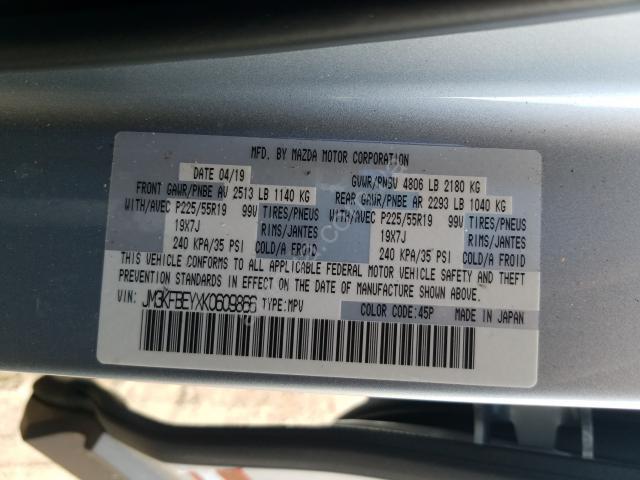 MFD. BY MAZDA MOTOR CORPORATION
DATE 04/19 GVWR/PNBV 4806 LB 2180 KG
FRONT GAWR/PNBE AV 2513 LB 1140 KG REAR GAWR/PNBE AR 2293 LB 1040 KG
WITH/AVEC P225/55R19 99V TIRES/PNEUS WITH/AVEC P225/55R19 99V TIRES/PNEUS
19X7J RIMS/JANTES 19X7J RIMS/JANTES
240 KPA/35 PSI COLD/A FROID 240 KPA/35 PSI COLD/A FROID
THIS VEHICLE CONFORMS TO ALL APPLICABLE FEDERAL MOTOR VEHICLE SAFETY AND THEFT
PREVENTION STANDARDS IN EFFECT ON THE DATE OF MANUFACTURE SHOWN ABOVE.
VIN: JM3KFBEYXK0609866 TYPE:MPV COLOR CODE:45P MADE IN JAPAN